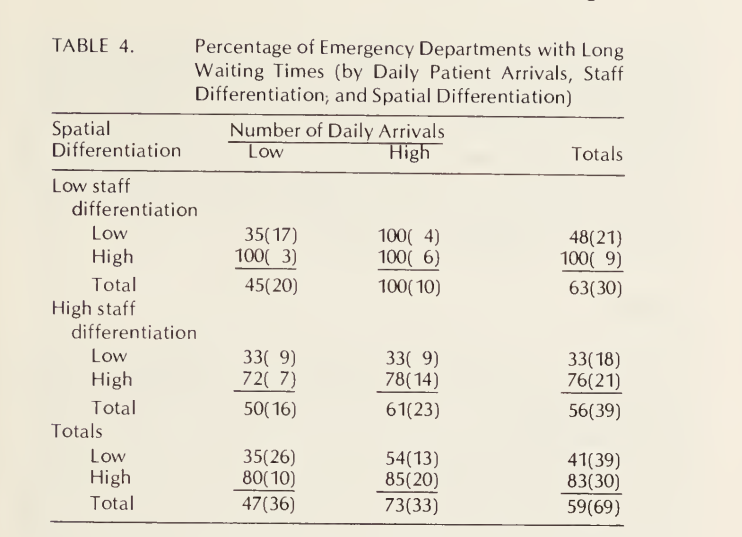 TABLE 4. Percentage of Emergency Departments with Long
Waiting Times (by Daily Patient Arrivals, Staff
Differentiation; and Spatial Differentiation)
Spatial Number of Daily Arrivals
Differentiation Low High Totals
Low staff
differentiation
Low 35(17) 100( 4) 48(21)
High 100( 3) 100( 6) 100( 9)
Total 45(20) 100(10) 63(30)
High staff
differentiation
Low 33( 9) 33( 9) 33(18)
High 72( 7) 78(14) 76(21)
Total 50(16) 61(23) 56(39)
Totals
Low 35(26) 54(13) 41(39)
High 80(10) 85(20) 83(30)
Total 47(36) 73(33) 59(69)